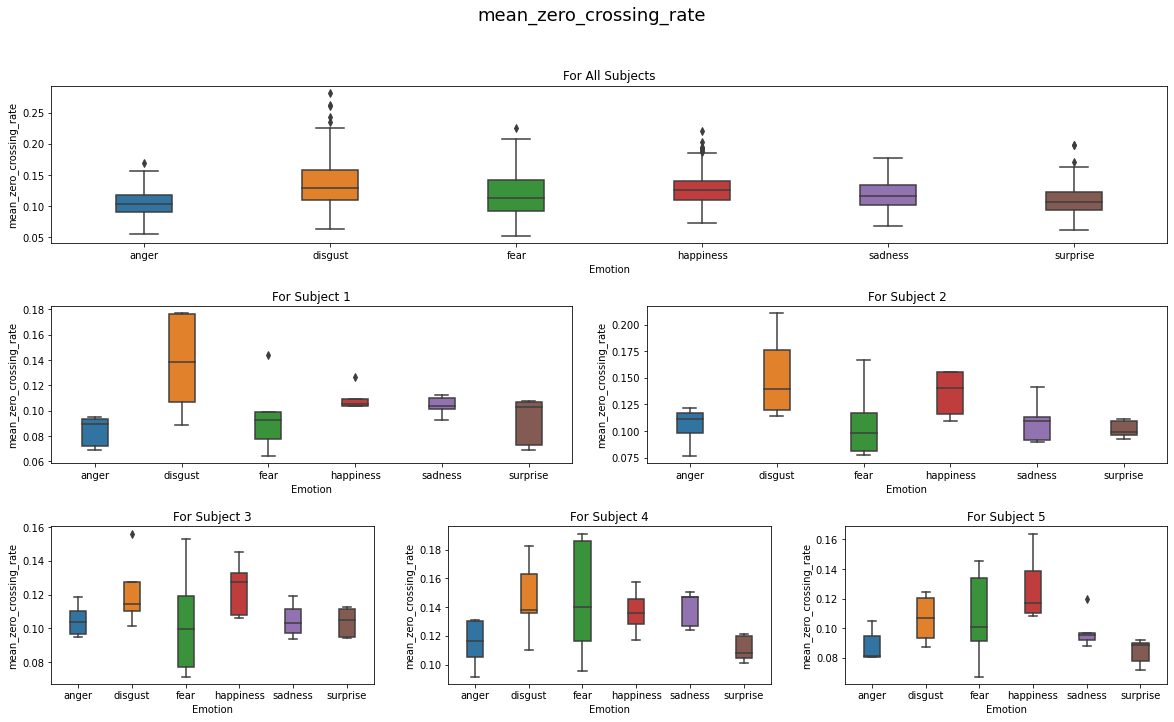 mean_zero_crossing_rate
For All Subjects
mean_zero_crossing_rate
0.25
0.20
0.15
0.10
0.05
anger disgust fear happiness sadness surprise
Emotion
For Subject 1
mean_zero_crossing_rate
0.18
0.16
0.14
0.12
0.10
0.08
0.06
anger disgust fear happiness sadness surprise
Emotion
For Subject 2
mean_zero_crossing_rate
0.200
0.175
0.150
0.125
0.100
0.075
anger disgust fear happiness sadness surprise
Emotion
For Subject 3
mean_zero_crossing_rate
0.16
0.14
0.12
0.10
0.08
anger disgust fear happiness sadness surprise
Emotion
For Subject 4
mean_zero_crossing_rate
0.18
0.16
0.14
0.12
0.10
anger disgust fear happiness sadness surprise
Emotion
For Subject 5
mean_zero_crossing_rate
0.16
0.14
0.12
0.10
0.08
anger disgust fear happiness sadness surprise
Emotion